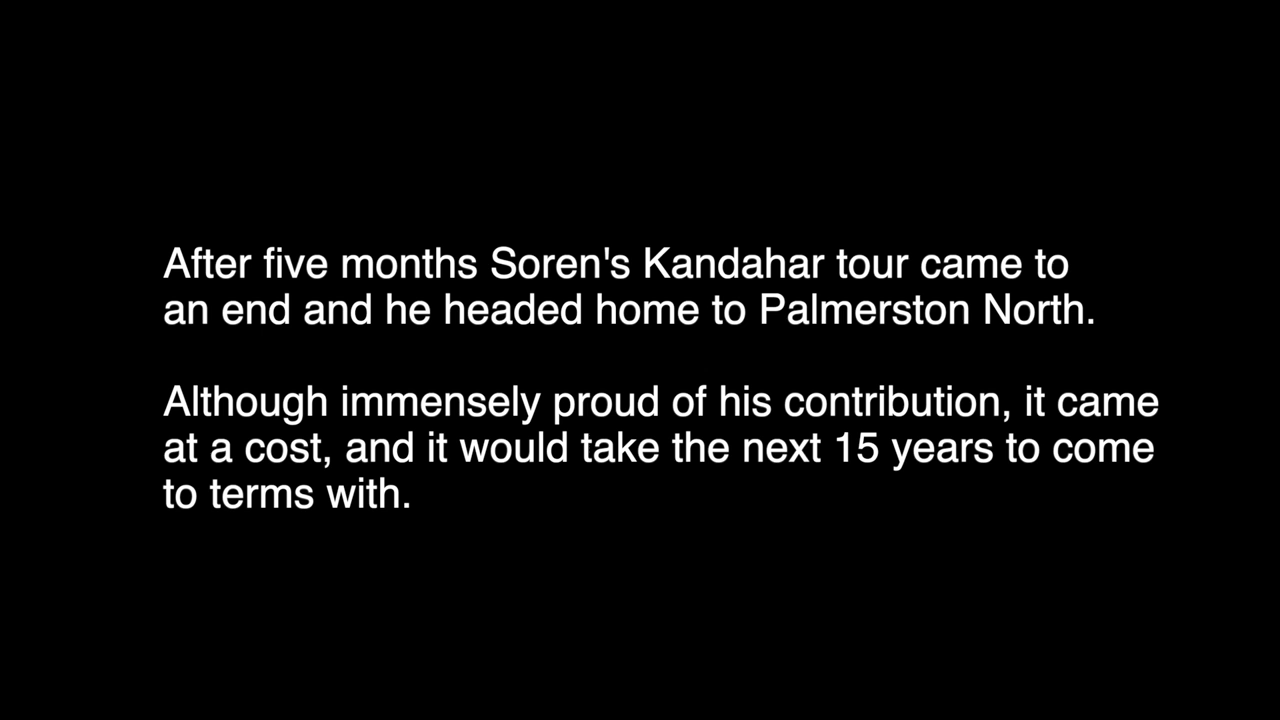 After five months Soren's Kandahar tour came to
an end and he headed home to Palmerston North.
Although immensely proud of his contribution, it came
at a cost, and it would take the next 15 years to come
to terms with.